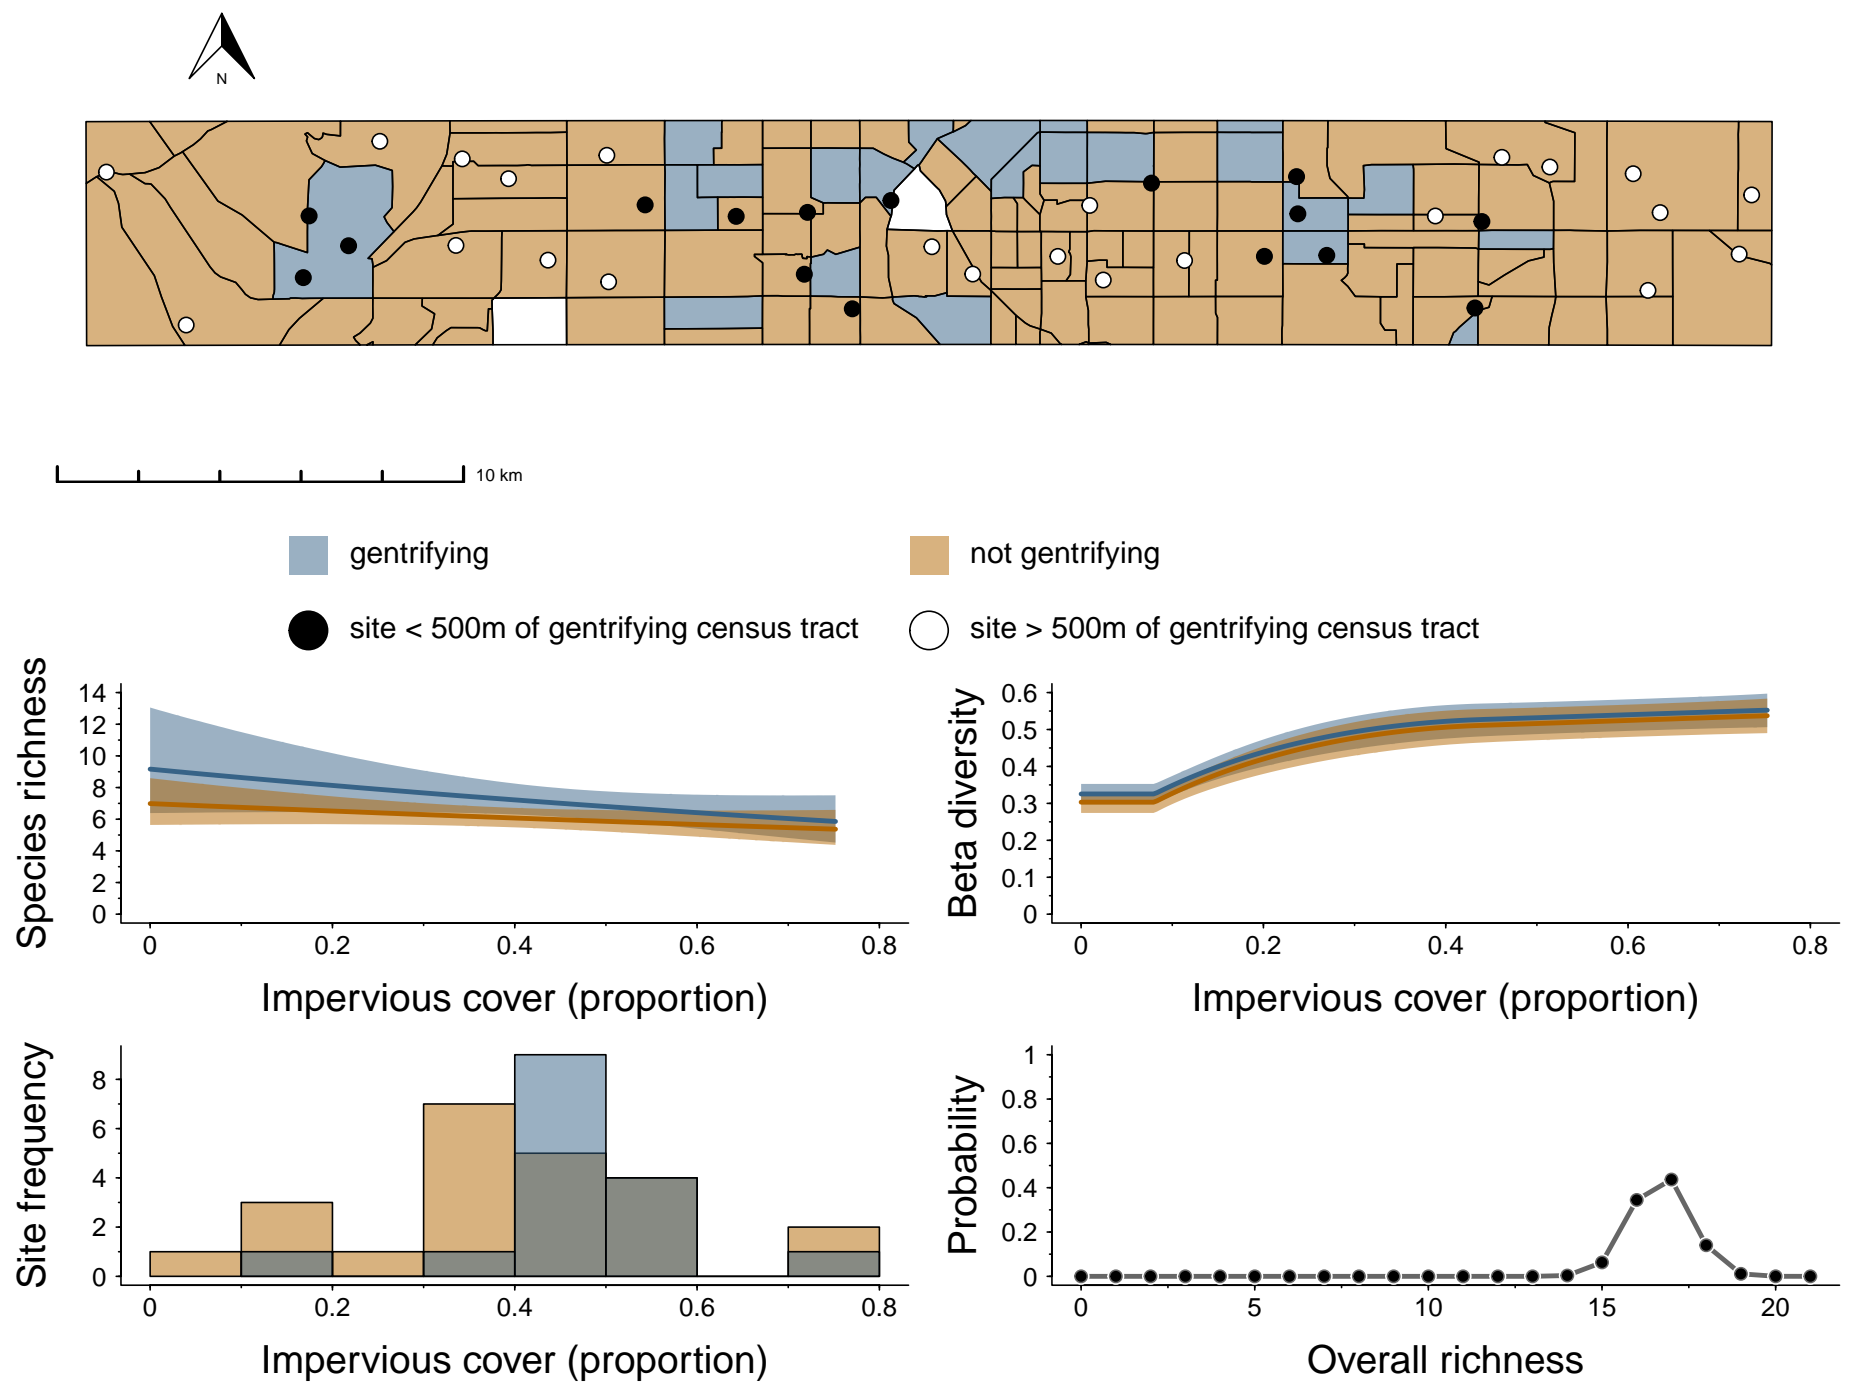 N
10 km
gentrifying
not gentrifying
site < 500m of gentrifying census tract
site > 500m of gentrifying census tract
Species richness
14
12
10
8
6
4
2
0
0 0.2 0.4 0.6 0.8
Impervious cover (proportion)
Beta diversity
0.6
0.5
0.4
0.3
0.2
0.1
0
0 0.2 0.4 0.6 0.8
Impervious cover (proportion)
Site frequency
8
6
4
2
0
0 0.2 0.4 0.6 0.8
Impervious cover (proportion)
Probability
1
0.8
0.6
0.4
0.2
0
0 5 10 15 20
Overall richness